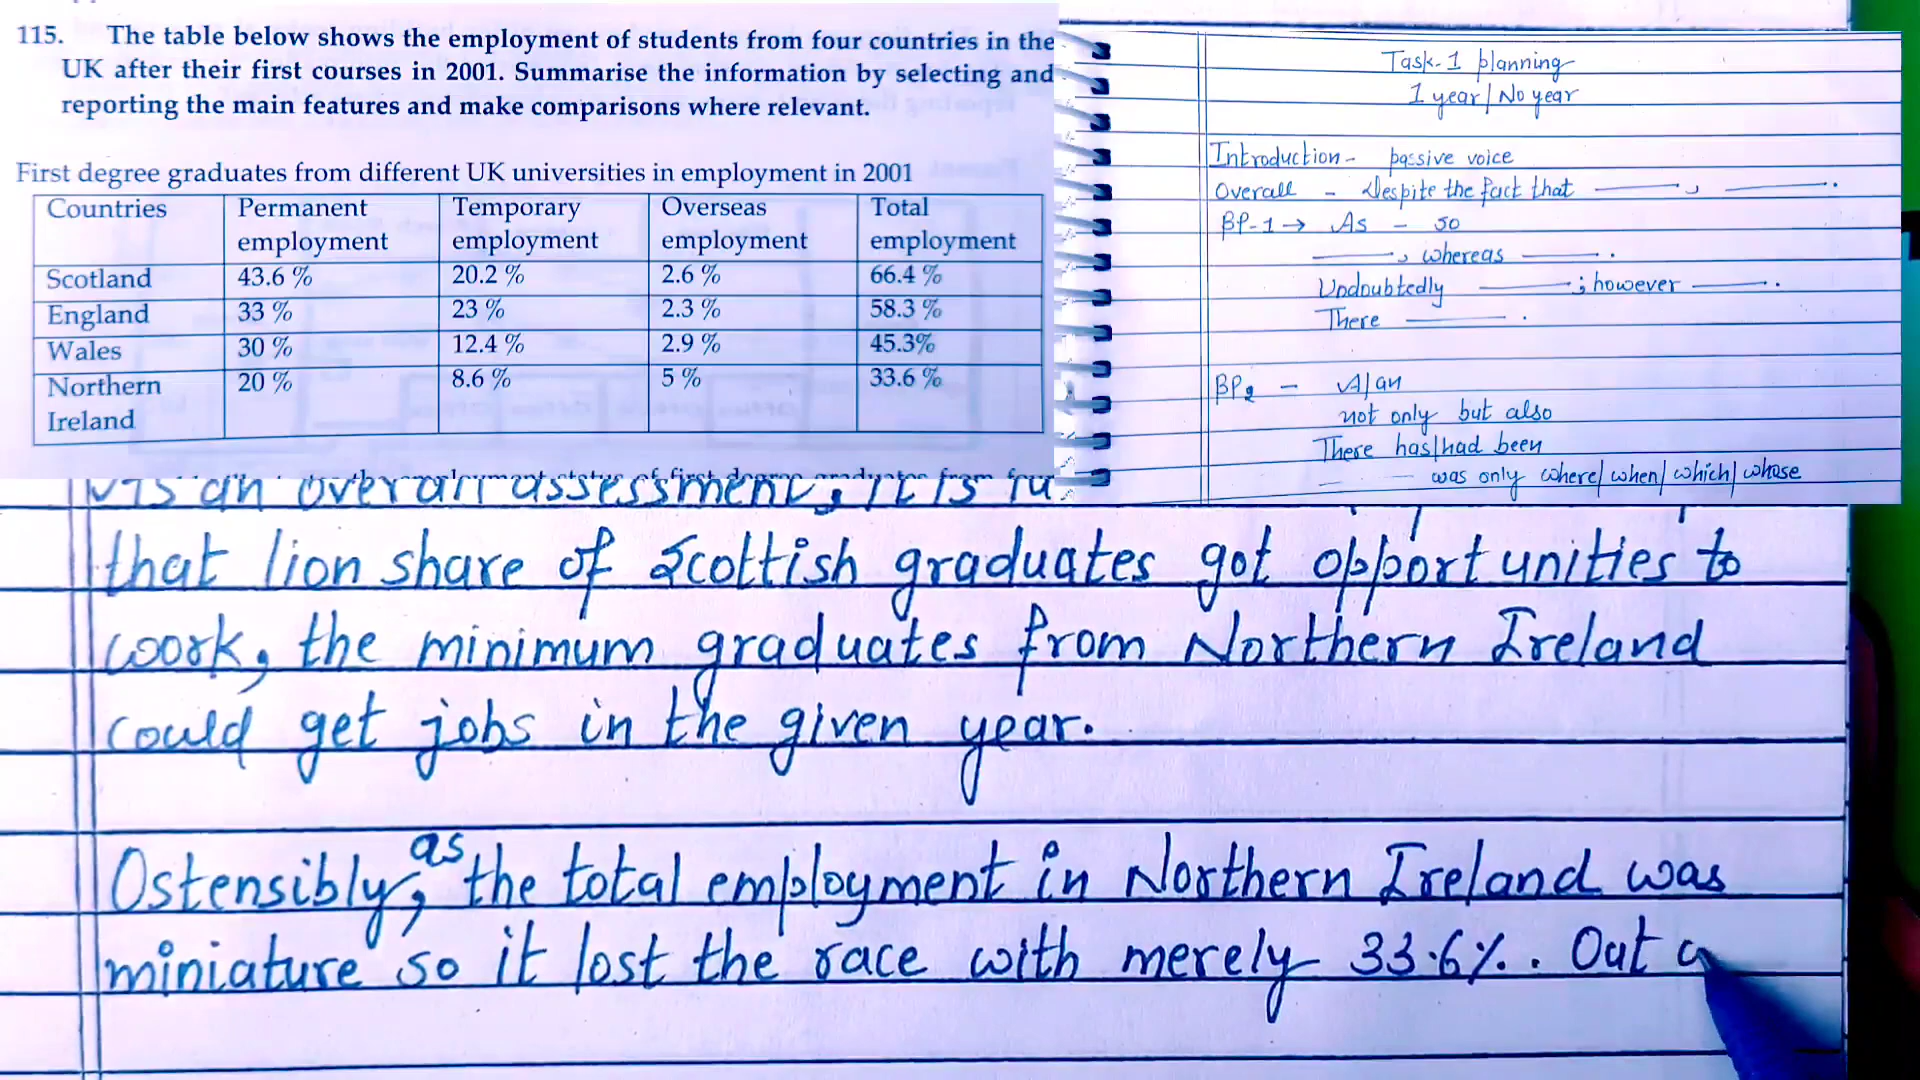 115. The table below shows the employment of students from four countries in the
UK after their first courses in 2001. Summarise the information by selecting and
reporting the main features and make comparisons where relevant.
First degree graduates from different UK universities in employment in 2001
Countries Permanent employment Temporary employment Overseas employment Total employment
Scotland 43.6 % 20.2 % 2.6 % 66.4 %
England 33 % 23 % 2.3 % 58.3 %
Wales 30 % 12.4 % 2.9 % 45.3%
Northern Ireland 20 % 8.6 % 5 % 33.6 %
Task-1 planning
1 year/No year
Introduction - passive voice
Overall - despite the fact that ———, ———.
BP-1 → As - so
———, whereas ———.
Undoubtedly ———; however ———.
There ———.
BP2 - A/an
not only but also
There has/had been
— - was only where/when/which/whose
an overall assessment, it is
that lion share of Scottish graduates got opportunities to
work, the minimum graduates from Northern Ireland
could get jobs in the given year.
Ostensibly, as the total employment in Northern Ireland was
miniature so it lost the race with merely 33.6%. Out